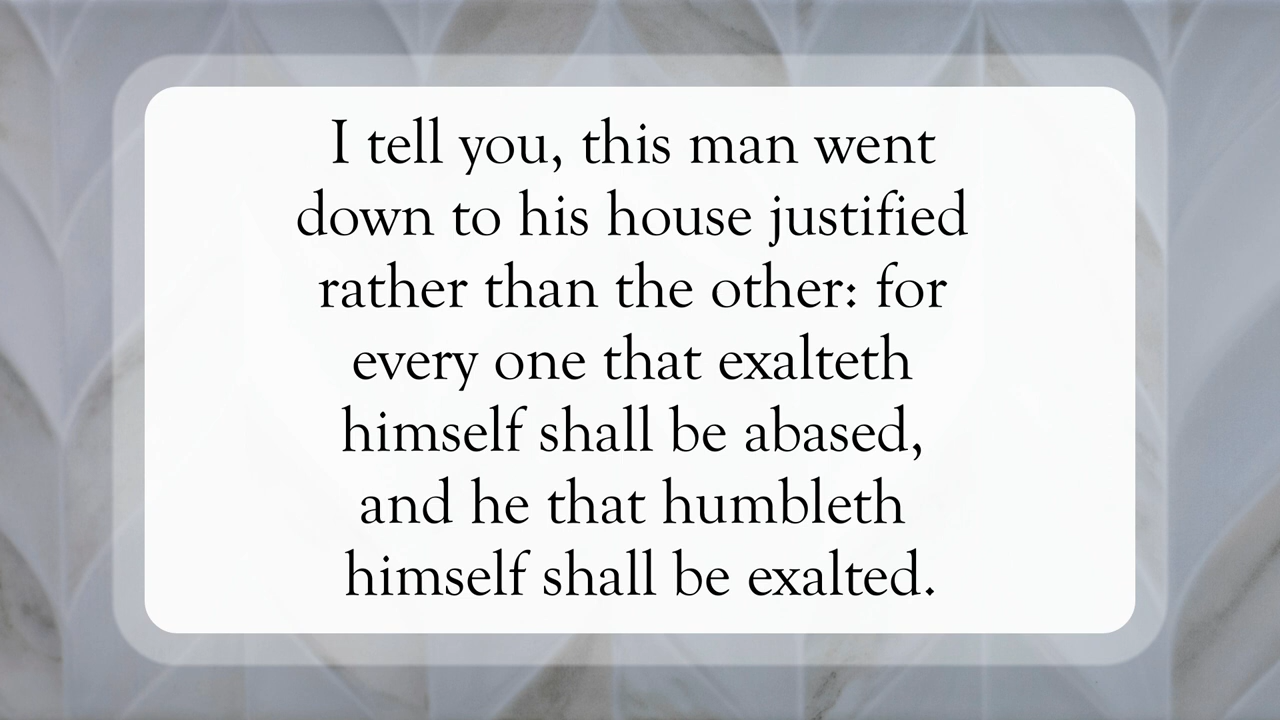 I tell you, this man went
down to his house justified
rather than the other: for
every one that exalteth
himself shall be abased,
and he that humbleth
himself shall be exalted.